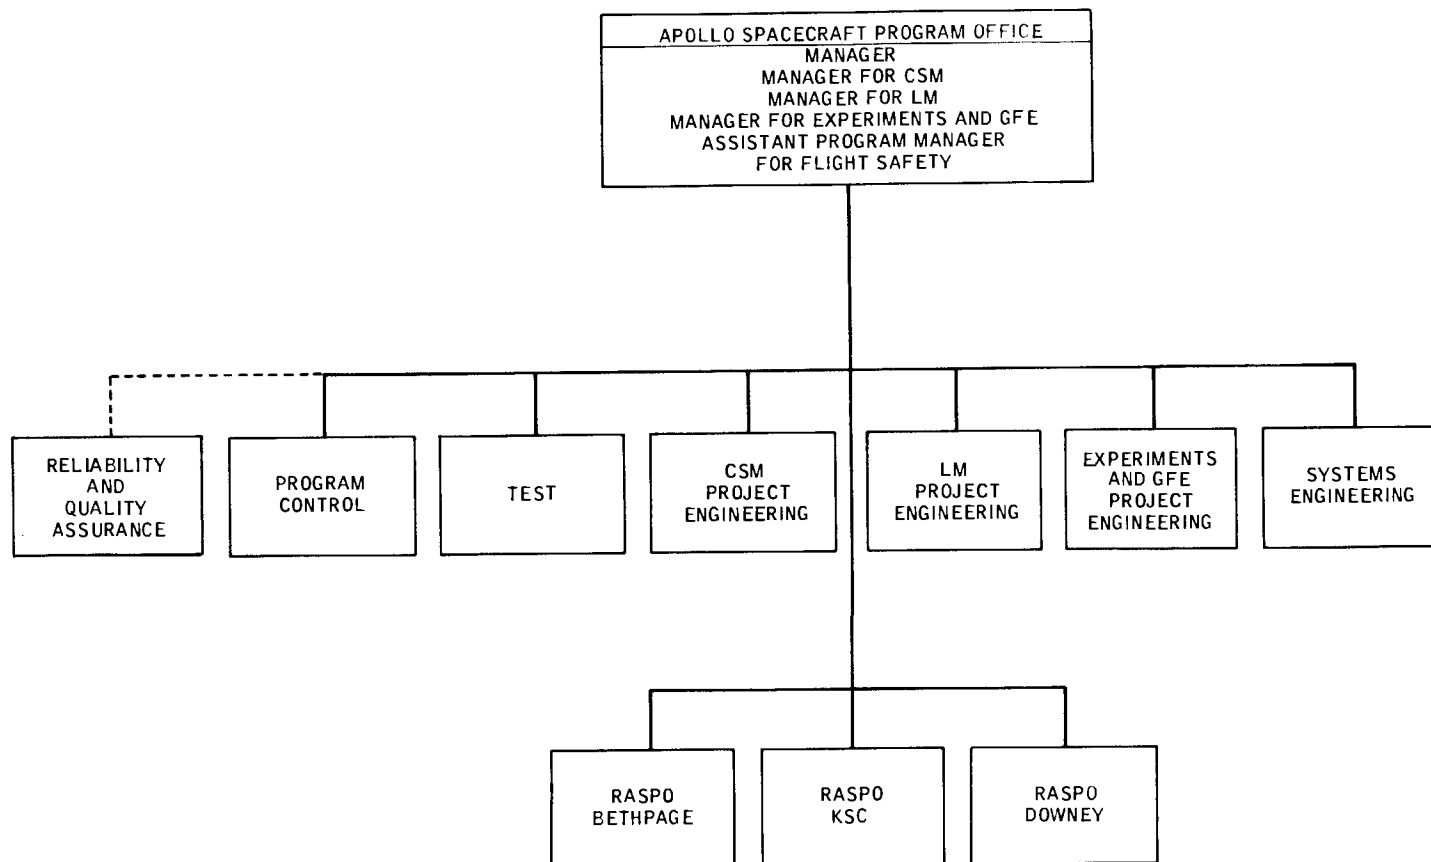 APOLLO SPACECRAFT PROGRAM OFFICE
MANAGER
MANAGER FOR CSM
MANAGER FOR LM
MANAGER FOR EXPERIMENTS AND GFE
ASSISTANT PROGRAM MANAGER
FOR FLIGHT SAFETY
RELIABILITY
AND
QUALITY
ASSURANCE
PROGRAM
CONTROL
TEST
CSM
PROJECT
ENGINEERING
LM
PROJECT
ENGINEERING
EXPERIMENTS
AND GFE
PROJECT
ENGINEERING
SYSTEMS
ENGINEERING
RASPO
BETHPAGE
RASPO
KSC
RASPO
DOWNEY